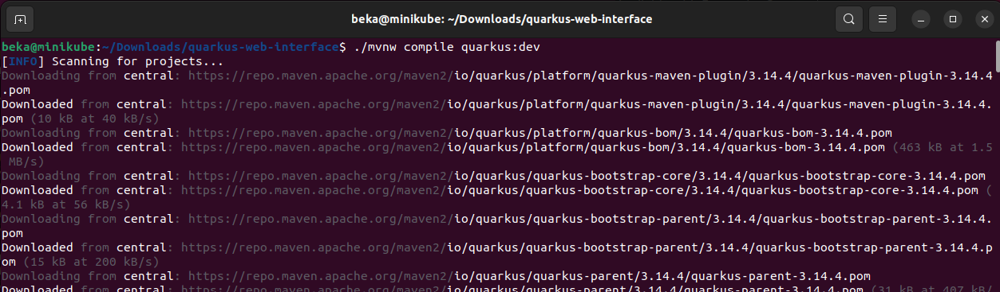 beka@minikube: ~/Downloads/quarkus-web-interface
beka@minikube:~/Downloads/quarkus-web-interface$ ./mvnw compile quarkus:dev
[INFO] Scanning for projects...
Downloading from central: https://repo.maven.apache.org/maven2/io/quarkus/platform/quarkus-maven-plugin/3.14.4/quarkus-maven-plugin-3.14.4
.pom
Downloaded from central: https://repo.maven.apache.org/maven2/io/quarkus/platform/quarkus-maven-plugin/3.14.4/quarkus-maven-plugin-3.14.4.
pom (10 kB at 40 kB/s)
Downloading from central: https://repo.maven.apache.org/maven2/io/quarkus/platform/quarkus-bom/3.14.4/quarkus-bom-3.14.4.pom
Downloaded from central: https://repo.maven.apache.org/maven2/io/quarkus/platform/quarkus-bom/3.14.4/quarkus-bom-3.14.4.pom (463 kB at 1.5
MB/s)
Downloading from central: https://repo.maven.apache.org/maven2/io/quarkus/quarkus-bootstrap-core/3.14.4/quarkus-bootstrap-core-3.14.4.pom
Downloaded from central: https://repo.maven.apache.org/maven2/io/quarkus/quarkus-bootstrap-core/3.14.4/quarkus-bootstrap-core-3.14.4.pom (
4.1 kB at 56 kB/s)
Downloading from central: https://repo.maven.apache.org/maven2/io/quarkus/quarkus-bootstrap-parent/3.14.4/quarkus-bootstrap-parent-3.14.4.
pom
Downloaded from central: https://repo.maven.apache.org/maven2/io/quarkus/quarkus-bootstrap-parent/3.14.4/quarkus-bootstrap-parent-3.14.4.p
om (15 kB at 200 kB/s)
Downloading from central: https://repo.maven.apache.org/maven2/io/quarkus/quarkus-parent/3.14.4/quarkus-parent-3.14.4.pom
Downloaded from central: https://repo.maven.apache.org/maven2/io/quarkus/quarkus-parent/3.14.4/quarkus-parent-3.14.4.pom (31 kB at 407 kB/